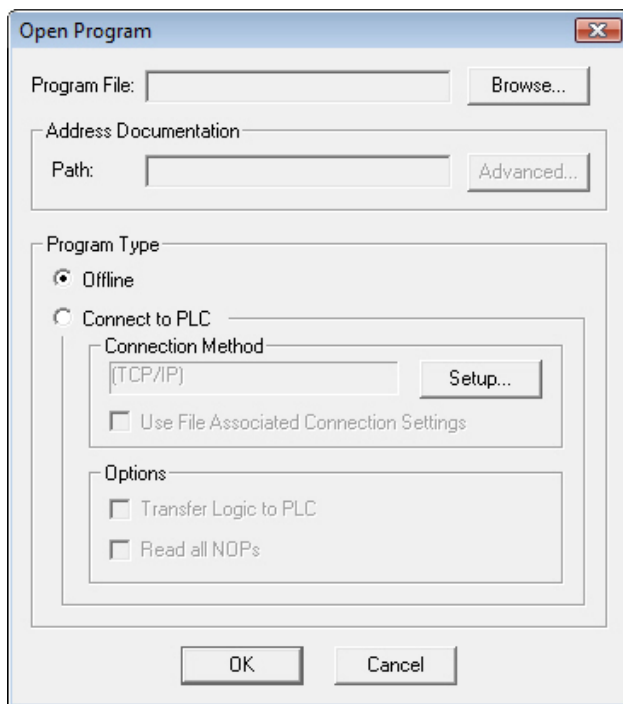 Open Program
Program File:
Browse...
Address Documentation
Path:
Advanced...
Program Type
Offline
Connect to PLC
Connection Method
(TCP/IP)
Setup...
Use File Associated Connection Settings
Options
Transfer Logic to PLC
Read all NOPs
OK
Cancel